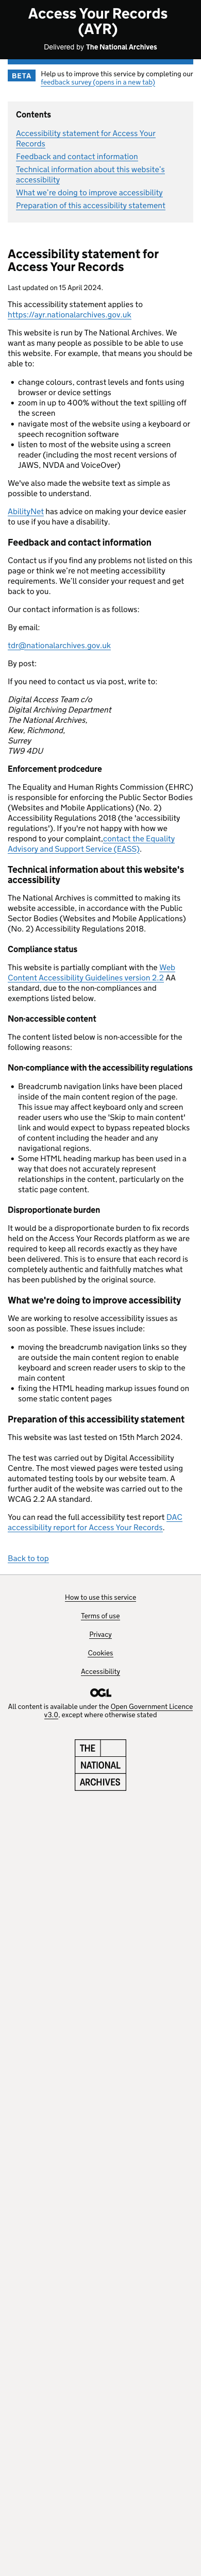 Access Your Records
(AYR)
Delivered by The National Archives
BETA
Help us to improve this service by completing our
feedback survey (opens in a new tab)
Contents
Accessibility statement for Access Your
Records
Feedback and contact information
Technical information about this website's
accessibility
What we're doing to improve accessibility
Preparation of this accessibility statement
Accessibility statement for
Access Your Records
Last updated on 15 April 2024.
This accessibility statement applies to
https://ayr.nationalarchives.gov.uk
This website is run by The National Archives. We
want as many people as possible to be able to use
this website. For example, that means you should be
able to:
• change colours, contrast levels and fonts using
browser or device settings
• zoom in up to 400% without the text spilling off
the screen
• navigate most of the website using a keyboard or
speech recognition software
• listen to most of the website using a screen
reader (including the most recent versions of
JAWS, NVDA and VoiceOver)
We've also made the website text as simple as
possible to understand.
AbilityNet has advice on making your device easier
to use if you have a disability.
Feedback and contact information
Contact us if you find any problems not listed on this
page or think we're not meeting accessibility
requirements. We'll consider your request and get
back to you.
Our contact information is as follows:
By email:
tdr@nationalarchives.gov.uk
By post:
If you need to contact us via post, write to:
Digital Access Team c/o
Digital Archiving Department
The National Archives,
Kew, Richmond,
Surrey
TW9 4DU
Enforcement prodcedure
The Equality and Human Rights Commission (EHRC)
is responsible for enforcing the Public Sector Bodies
(Websites and Mobile Applications) (No. 2)
Accessibility Regulations 2018 (the 'accessibility
regulations'). If you're not happy with how we
respond to your complaint,contact the Equality
Advisory and Support Service (EASS).
Technical information about this website's
accessibility
The National Archives is committed to making its
website accessible, in accordance with the Public
Sector Bodies (Websites and Mobile Applications)
(No. 2) Accessibility Regulations 2018.
Compliance status
This website is partially compliant with the Web
Content Accessibility Guidelines version 2.2 AA
standard, due to the non-compliances and
exemptions listed below.
Non-accessible content
The content listed below is non-accessible for the
following reasons:
Non-compliance with the accessibility regulations
• Breadcrumb navigation links have been placed
inside of the main content region of the page.
This issue may affect keyboard only and screen
reader users who use the 'Skip to main content'
link and would expect to bypass repeated blocks
of content including the header and any
navigational regions.
• Some HTML heading markup has been used in a
way that does not accurately represent
relationships in the content, particularly on the
static page content.
Disproportionate burden
It would be a disproportionate burden to fix records
held on the Access Your Records platform as we are
required to keep all records exactly as they have
been delivered. This is to ensure that each record is
completely authentic and faithfully matches what
has been published by the original source.
What we're doing to improve accessibility
We are working to resolve accessibility issues as
soon as possible. These issues include:
• moving the breadcrumb navigation links so they
are outside the main content region to enable
keyboard and screen reader users to skip to the
main content
• fixing the HTML heading markup issues found on
some static content pages
Preparation of this accessibility statement
This website was last tested on 15th March 2024.
The test was carried out by Digital Accessibility
Centre. The most viewed pages were tested using
automated testing tools by our website team. A
further audit of the website was carried out to the
WCAG 2.2 AA standard.
You can read the full accessibility test report DAC
accessibility report for Access Your Records.
Back to top
How to use this service
Terms of use
Privacy
Cookies
Accessibility
OGL
All content is available under the Open Government Licence
v3.0, except where otherwise stated
THE
NATIONAL
ARCHIVES